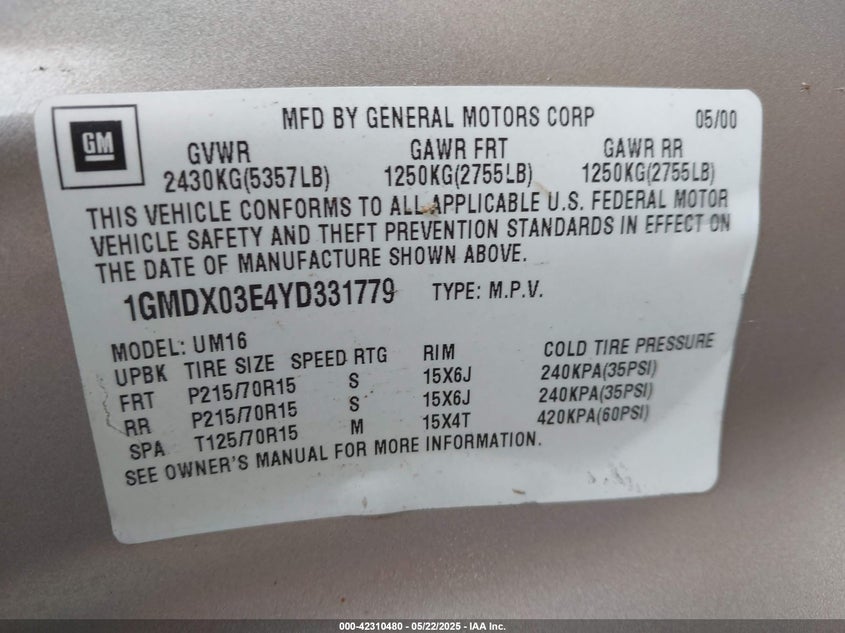 GM
MFD BY GENERAL MOTORS CORP 05/00
GVWR GAWR FRT GAWR RR
2430KG(5357LB) 1250KG(2755LB) 1250KG(2755LB)
THIS VEHICLE CONFORMS TO ALL APPLICABLE U.S. FEDERAL MOTOR
VEHICLE SAFETY AND THEFT PREVENTION STANDARDS IN EFFECT ON
THE DATE OF MANUFACTURE SHOWN ABOVE.
1GMDX03E4YD331779 TYPE: M.P.V.
MODEL: UM16
UPBK TIRE SIZE SPEED RTG RIM COLD TIRE PRESSURE
FRT P215/70R15 S 15X6J 240KPA(35PSI)
RR P215/70R15 S 15X6J 240KPA(35PSI)
SPA T125/70R15 M 15X4T 420KPA(60PSI)
SEE OWNER'S MANUAL FOR MORE INFORMATION.
000-42310480 - 05/22/2025 - IAA Inc.